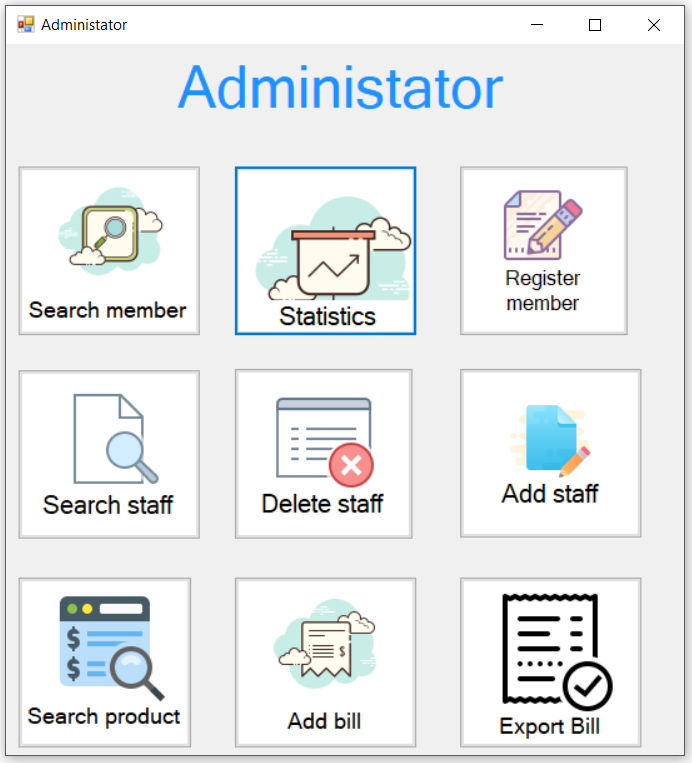 Administator
Administator
Search member
Statistics
Register
member
Search staff
Delete staff
Add staff
$
$
Search product
$
Add bill
Export Bill